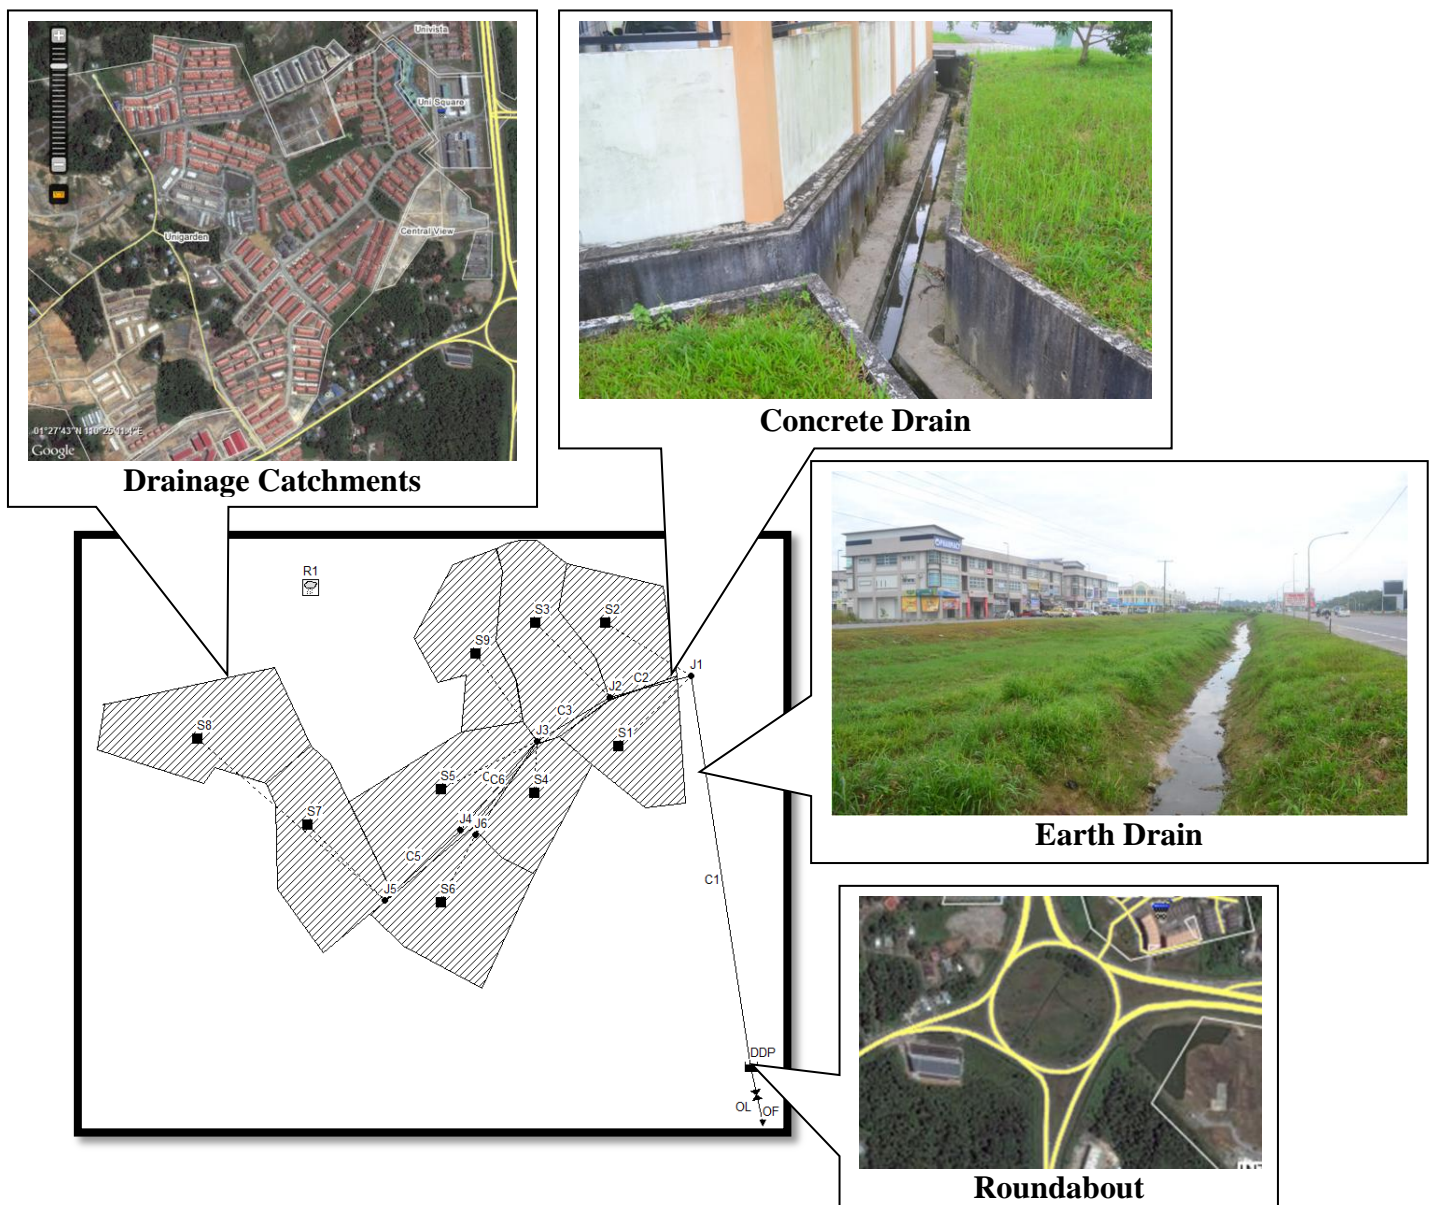 Univista
Uni Square
Unigarden
Central View
Google
Drainage Catchments
Concrete Drain
Earth Drain
R1
S3
S2
S9
J1
J2
C2
C3
S8
J3
S1
S5
C
C6
S4
S7
J4
J6
C5
J5
S6
C1
DDP
OL
OF
Roundabout